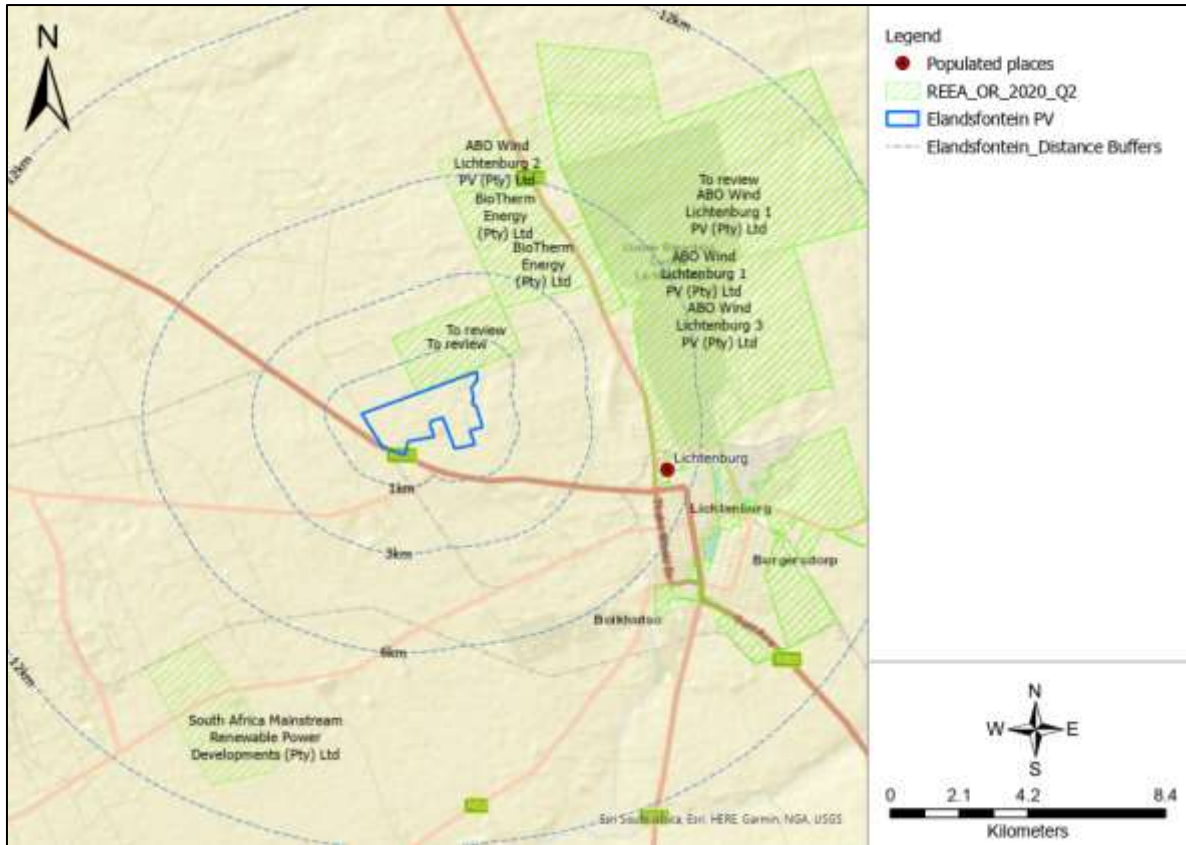 N
12km
12km
ABO Wind
Lichtenburg 2
PV (Pty) Ltd
BioTherm
Energy
(Pty) Ltd
BioTherm
Energy
(Pty) Ltd
To review
ABO Wind
Lichtenburg 1
PV (Pty) Ltd
ABO Wind
Lichtenburg 1
PV (Pty) Ltd
ABO Wind
Lichtenburg 3
PV (Pty) Ltd
To review
To review
Lichtenburg
1km
Lichtenburg
3km
Burgersdorp
Boikhutso
6km
12km
South Africa Mainstream
Renewable Power
Developments (Pty) Ltd
Esri South Africa, Esri, HERE, Garmin, NGA, USGS
Legend
Populated places
REEA_OR_2020_Q2
Elandsfontein PV
Elandsfontein_Distance Buffers
N
W E
S
0 2.1 4.2 8.4
Kilometers